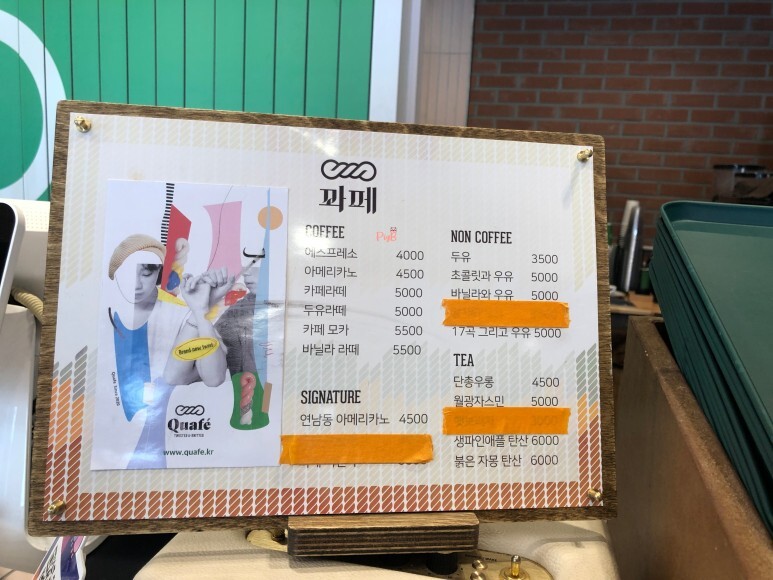 꽈페
COFFEE
에스프레소 4000
아메리카노 4500
카페라떼 5000
두유라떼 5000
카페 모카 5500
바닐라 라떼 5500
SIGNATURE
연남동 아메리카노 4500
NON COFFEE
두유 3500
초콜릿과 우유 5000
바닐라와 우유 5000
17곡 그리고 우유 5000
TEA
단총우롱 4500
월광자스민 5000
생파인애플 탄산 6000
붉은 자몽 탄산 6000
Brand new Twist
Quafé
TWISTED & BETTER
www.quafe.kr